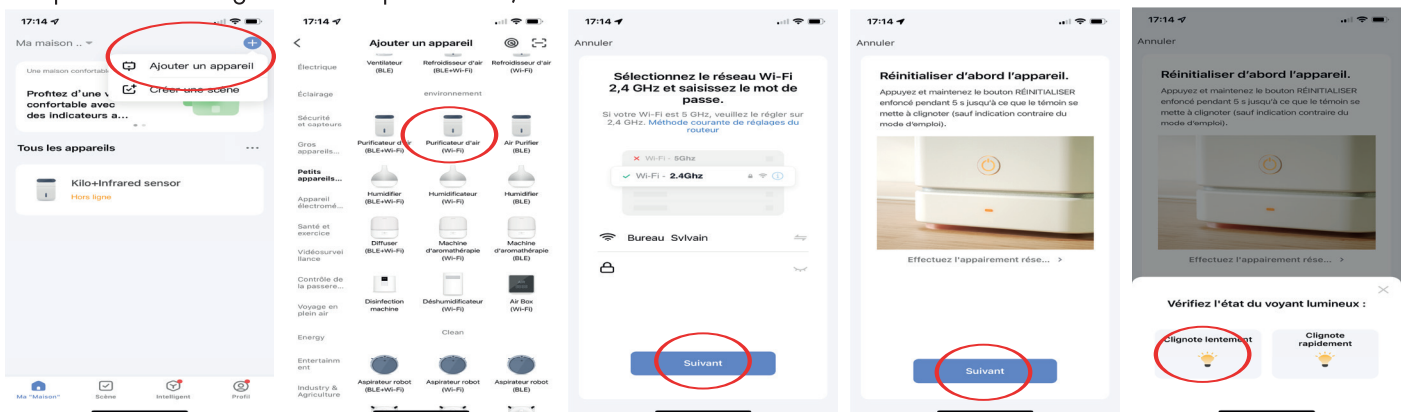 17:14
Ma maison ..
Ajouter un appareil
Créer une scène
Une maison confortable
Profitez d'une v
confortable avec
des indicateurs a...
Tous les appareils
...
Kilo+Infrared sensor
Hors ligne
Ma "Maison"
Scène
Intelligent
Profil
17:14
Ajouter un appareil
Électrique
Éclairage
Sécurité
et capteurs
Gros
appareils...
Petits
appareils...
Appareil
électromé...
Santé et
exercice
Vidéosurvei
llance
Contrôle de
la passere...
Voyage en
plein air
Energy
Entertainm
ent
Industry &
Agriculture
Ventilateur
(BLE)
Refroidisseur d'air
(BLE+Wi-Fi)
Refroidisseur d'air
(Wi-Fi)
environnement
Purificateur d'air
(BLE+Wi-Fi)
Purificateur d'air
(Wi-Fi)
Air Purifier
(BLE)
Humidifier
(BLE+Wi-Fi)
Humidificateur
(Wi-Fi)
Humidifier
(BLE)
Diffuser
(BLE+Wi-Fi)
Machine
d'aromathérapie
(Wi-Fi)
Machine
d'aromathérapie
(BLE)
Disinfection
machine
Déshumidificateur
(Wi-Fi)
Air Box
(Wi-Fi)
Clean
Aspirateur robot
(BLE+Wi-Fi)
Aspirateur robot
(Wi-Fi)
Aspirateur robot
(BLE)
17:14
Annuler
Sélectionnez le réseau Wi-Fi
2,4 GHz et saisissez le mot de
passe.
Si votre Wi-Fi est 5 GHz, veuillez le régler sur
2,4 GHz. Méthode courante de réglages du
routeur
Wi-Fi - 5Ghz
Wi-Fi - 2.4Ghz
Bureau Sylvain
Suivant
17:14
Annuler
Réinitialiser d'abord l'appareil.
Appuyez et maintenez le bouton RÉINITIALISER
enfoncé pendant 5 s jusqu'à ce que le témoin se
mette à clignoter (sauf indication contraire du
mode d'emploi).
Effectuez l'appairement rése... >
Suivant
17:14
Annuler
Réinitialiser d'abord l'appareil.
Appuyez et maintenez le bouton RÉINITIALISER
enfoncé pendant 5 s jusqu'à ce que le témoin se
mette à clignoter (sauf indication contraire du
mode d'emploi).
Effectuez l'appairement rése... >
Vérifiez l'état du voyant lumineux :
Clignote lentement
Clignote
rapidement